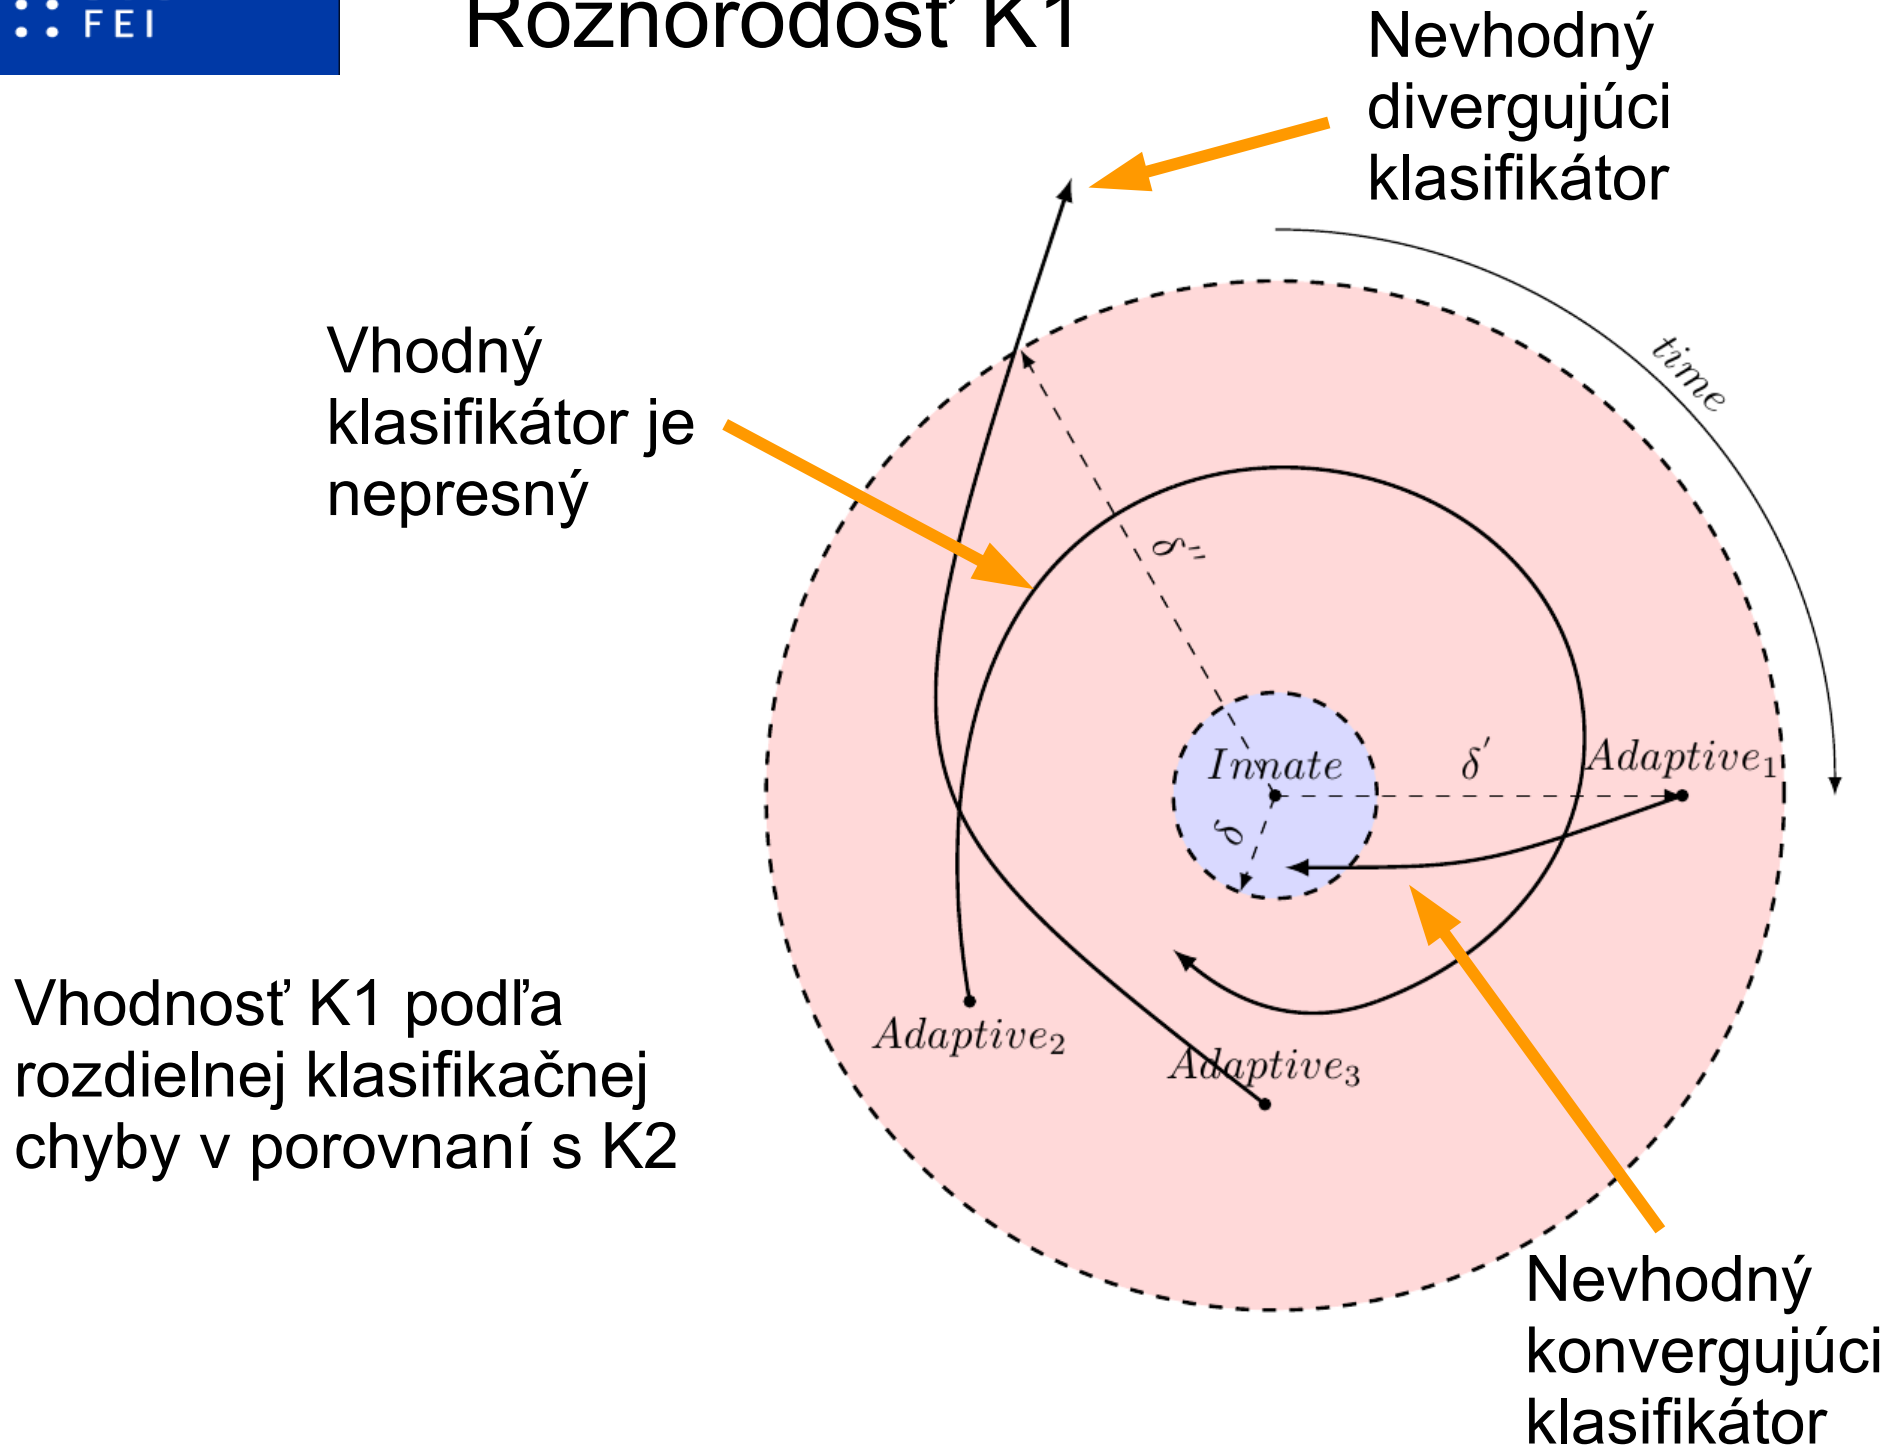 FEI
Rôznorodosť K1
Nevhodný
divergujúci
klasifikátor
time
Vhodný
klasifikátor je
nepresný
δ''
Innate
δ'
Adaptive₁
δ
Adaptive₂
Adaptive₃
Vhodnosť K1 podľa
rozdielnej klasifikačnej
chyby v porovnaní s K2
Nevhodný
konvergujúci
klasifikátor